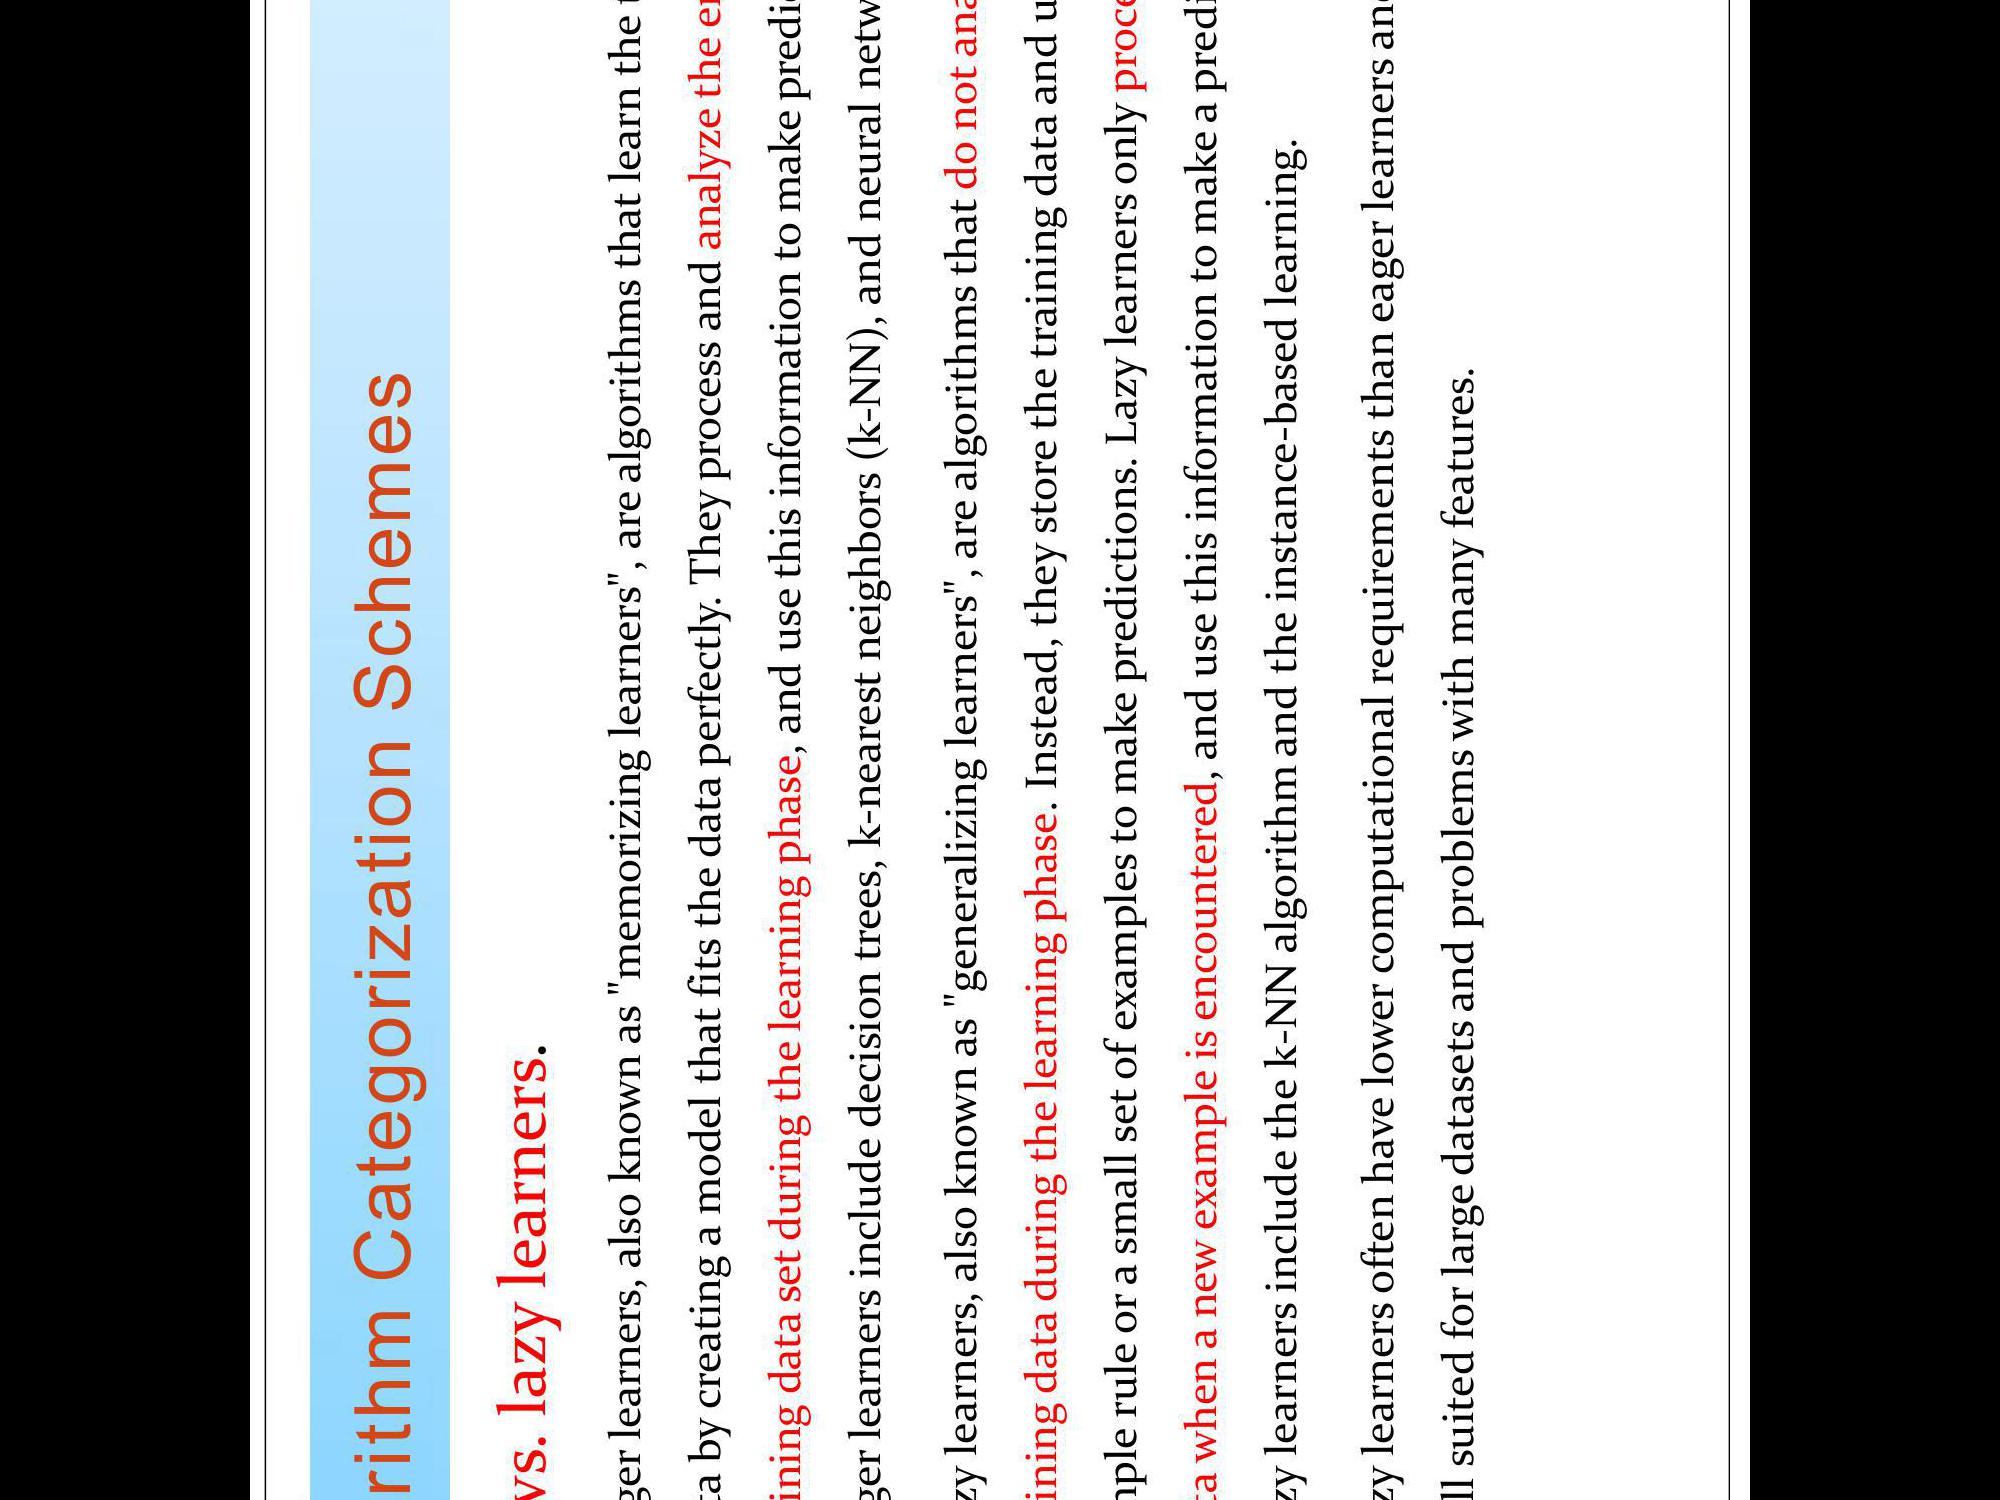 rithm Categorization Schemes
vs. lazy learners.
ger learners, also known as "memorizing learners", are algorithms that learn the
ta by creating a model that fits the data perfectly. They process and analyze the
ining data set during the learning phase, and use this information to make
ger learners include decision trees, k-nearest neighbors (k-NN), and neural
zy learners, also known as "generalizing learners", are algorithms that do not
ining data during the learning phase. Instead, they store the training data and
mple rule or a small set of examples to make predictions. Lazy learners only
ta when a new example is encountered, and use this information to make a
zy learners include the k-NN algorithm and the instance-based learning.
zy learners often have lower computational requirements than eager learners and
ll suited for large datasets and problems with many features.